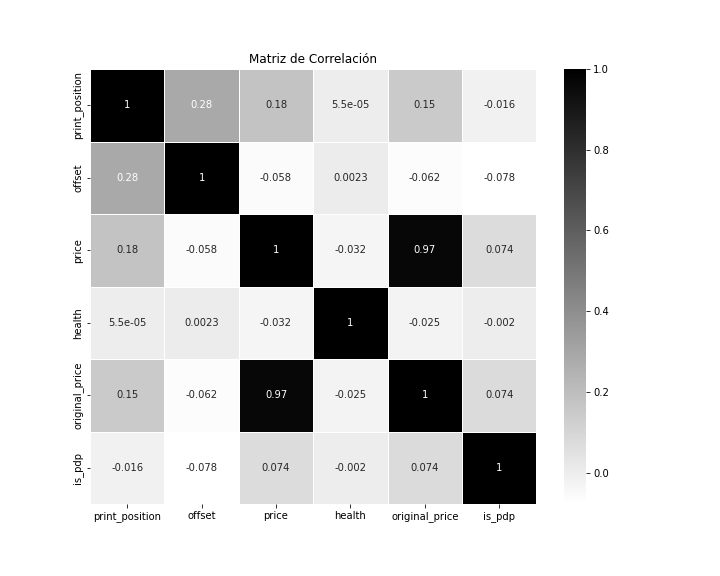 Matriz de Correlación
print_position 1 0.28 0.18 5.5e-05 0.15 -0.016
offset 0.28 1 -0.058 0.0023 -0.062 -0.078
price 0.18 -0.058 1 -0.032 0.97 0.074
health 5.5e-05 0.0023 -0.032 1 -0.025 -0.002
original_price 0.15 -0.062 0.97 -0.025 1 0.074
is_pdp -0.016 -0.078 0.074 -0.002 0.074 1
print_position offset price health original_price is_pdp
1.0
0.8
0.6
0.4
0.2
0.0